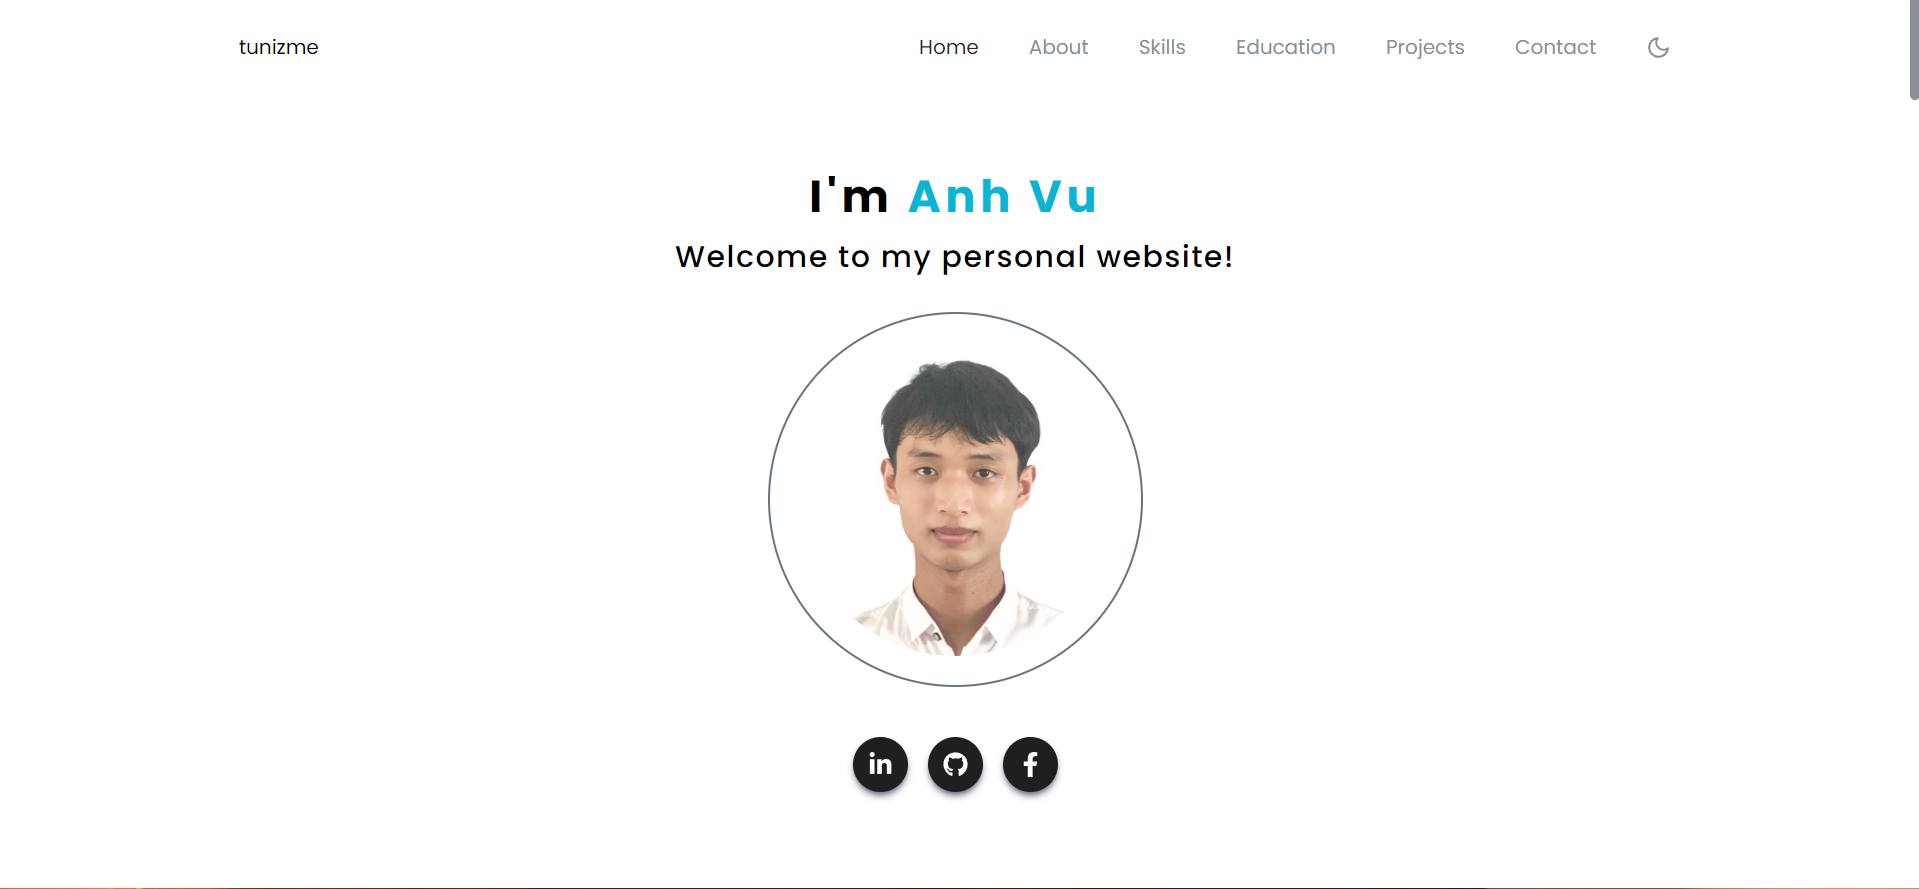 tunizme
Home About Skills Education Projects Contact
I'm Anh Vu
Welcome to my personal website!
in
f